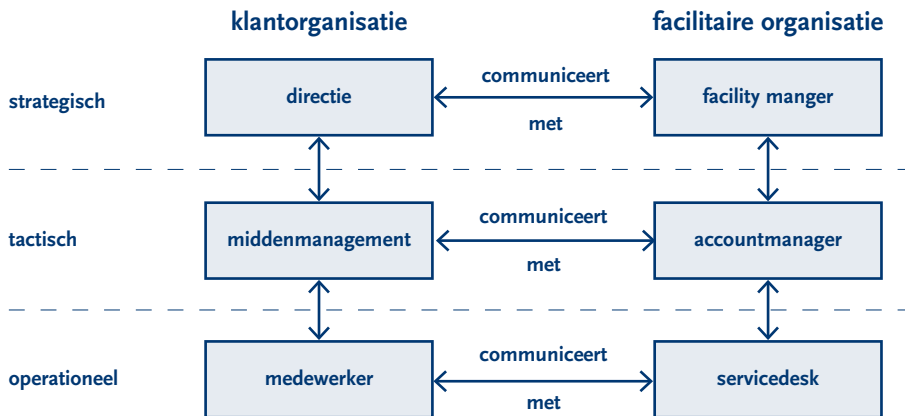 klantorganisatie
facilitaire organisatie
strategisch
directie
communiceert
met
facility manger
tactisch
middenmanagement
communiceert
met
accountmanager
operationeel
medewerker
communiceert
met
servicedesk